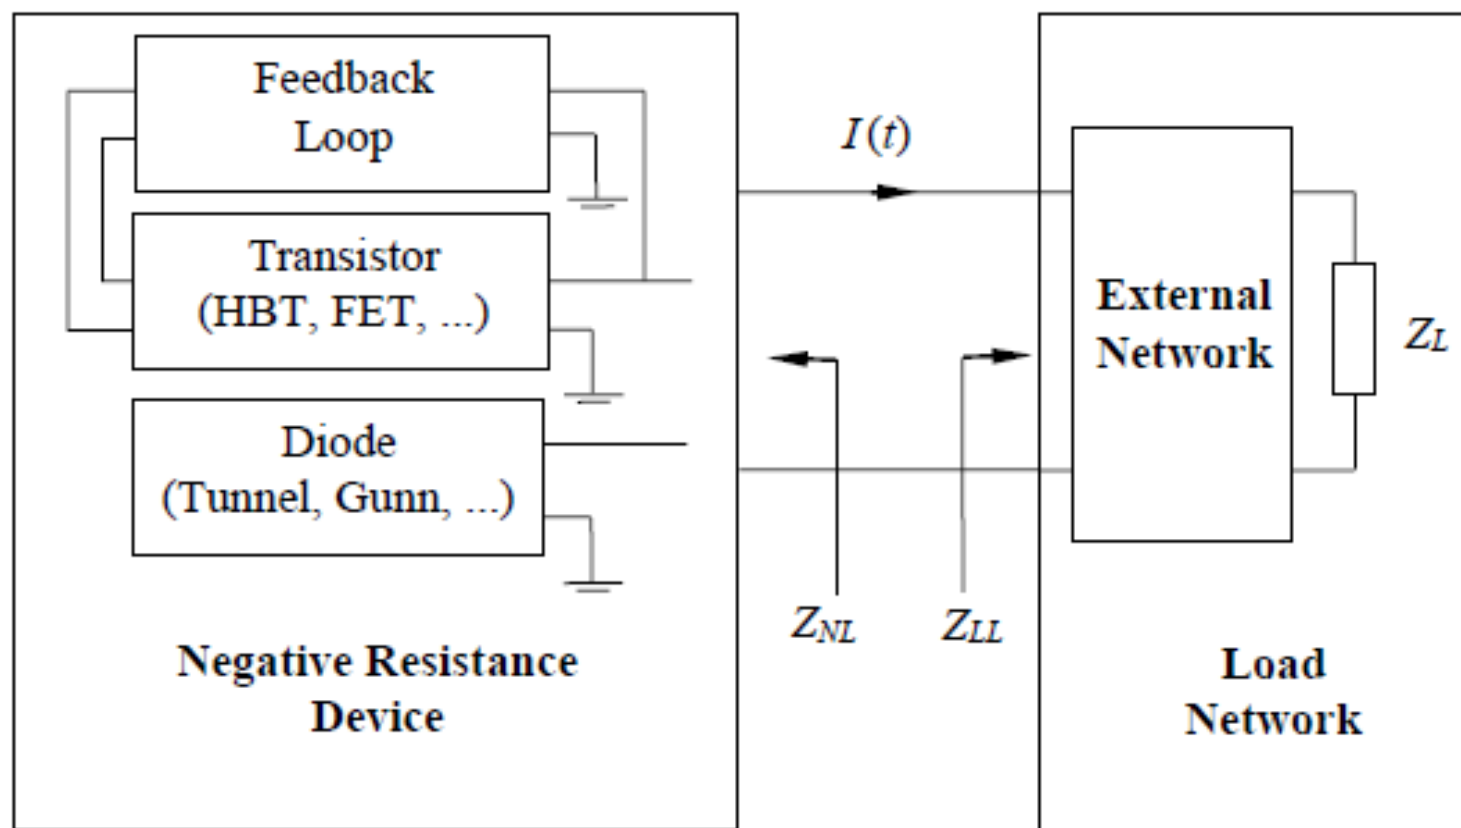 Feedback
Loop
Transistor
(HBT, FET, ...)
Diode
(Tunnel, Gunn, ...)
Negative Resistance
Device
I(t)
Z_NL
Z_LL
External
Network
Z_L
Load
Network